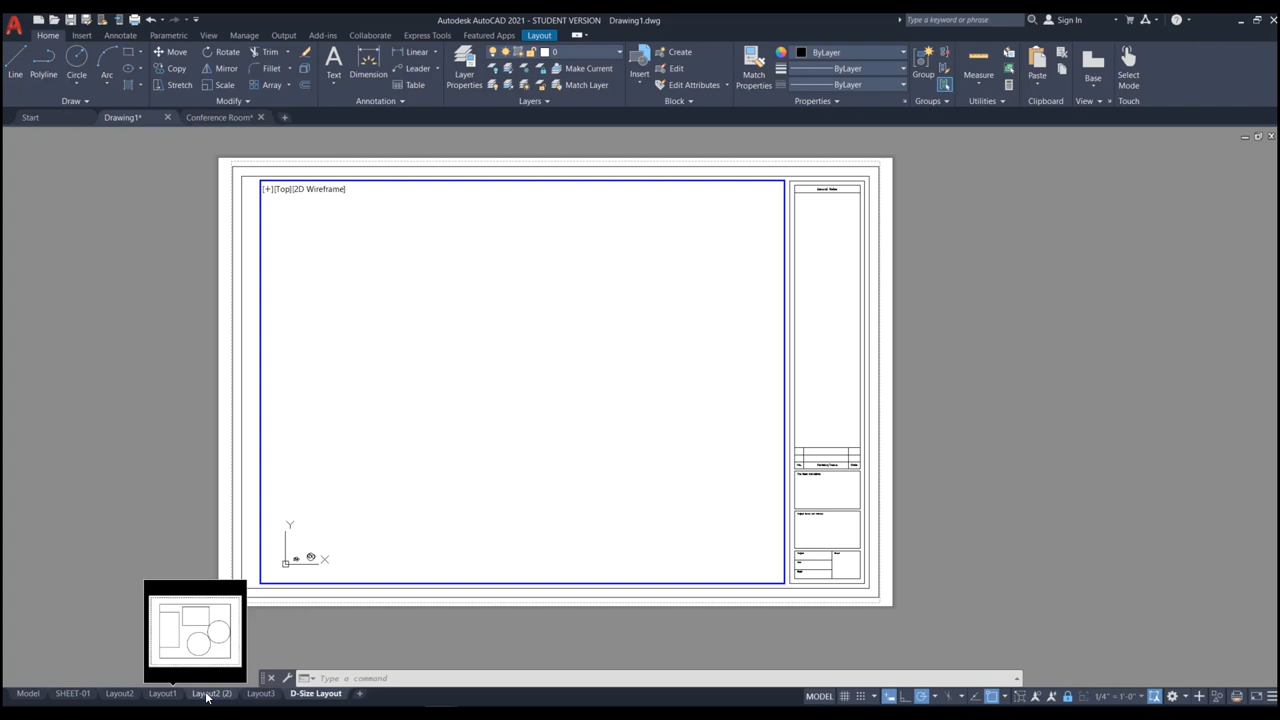 Autodesk AutoCAD 2021 - STUDENT VERSION Drawing1.dwg
Type a keyword or phrase
Sign In
Home Insert Annotate Parametric View Manage Output Add-ins Collaborate Express Tools Featured Apps Layout
Line Polyline Circle Arc
Move Rotate Trim
Copy Mirror Fillet
Stretch Scale Array
Text Dimension
Linear
Leader
Table
Layer Properties
0
Make Current
Match Layer
Insert
Create
Edit
Edit Attributes
Match Properties
ByLayer
ByLayer
ByLayer
Group
Measure
Paste
Base
Select Mode
Draw Modify Annotation Layers Block Properties Groups Utilities Clipboard View Touch
Start Drawing1* Conference Room*
[+][Top][2D Wireframe]
General Notes
Y
X
Type a command
Model SHEET-01 Layout2 Layout1 Layout2 (2) Layout3 D-Size Layout
MODEL
1/4" = 1'-0"